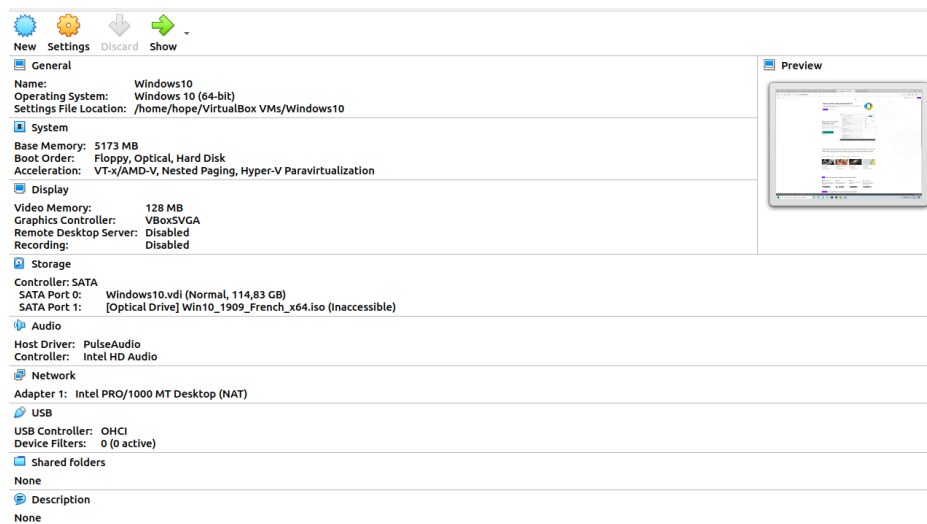 New Settings Discard Show
General
Name: Windows10
Operating System: Windows 10 (64-bit)
Settings File Location: /home/hope/VirtualBox VMs/Windows10
Preview
System
Base Memory: 5173 MB
Boot Order: Floppy, Optical, Hard Disk
Acceleration: VT-x/AMD-V, Nested Paging, Hyper-V Paravirtualization
Display
Video Memory: 128 MB
Graphics Controller: VBoxSVGA
Remote Desktop Server: Disabled
Recording: Disabled
Storage
Controller: SATA
SATA Port 0: Windows10.vdi (Normal, 114,83 GB)
SATA Port 1: [Optical Drive] Win10_1909_French_x64.iso (Inaccessible)
Audio
Host Driver: PulseAudio
Controller: Intel HD Audio
Network
Adapter 1: Intel PRO/1000 MT Desktop (NAT)
USB
USB Controller: OHCI
Device Filters: 0 (0 active)
Shared folders
None
Description
None